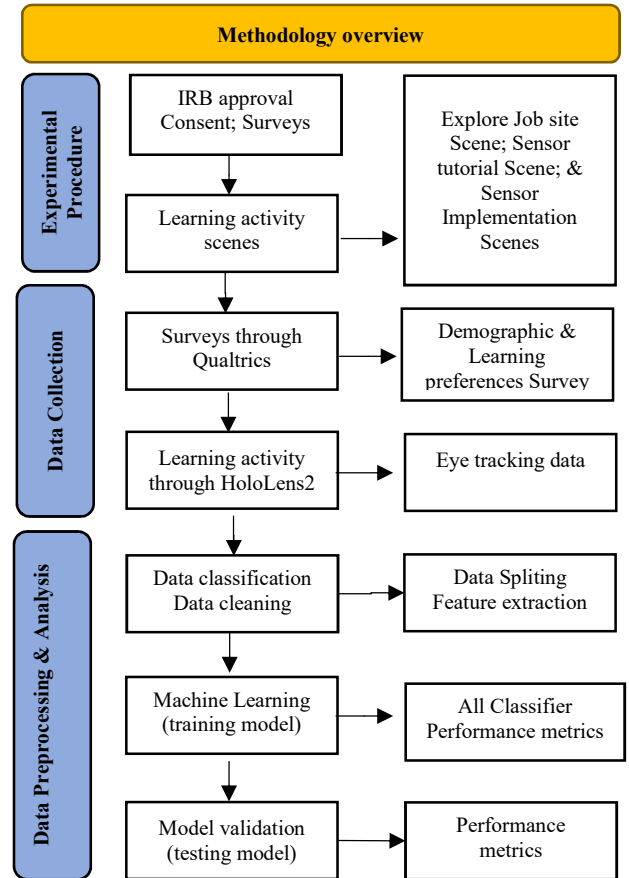 Methodology overview
Experimental
Procedure
IRB approval
Consent; Surveys
Explore Job site
Scene; Sensor
tutorial Scene; &
Sensor
Implementation
Scenes
Learning activity
scenes
Data Collection
Surveys through
Qualtrics
Demographic &
Learning
preferences Survey
Learning activity
through HoloLens2
Eye tracking data
Data Preprocessing & Analysis
Data classification
Data cleaning
Data Spliting
Feature extraction
Machine Learning
(training model)
All Classifier
Performance metrics
Model validation
(testing model)
Performance
metrics